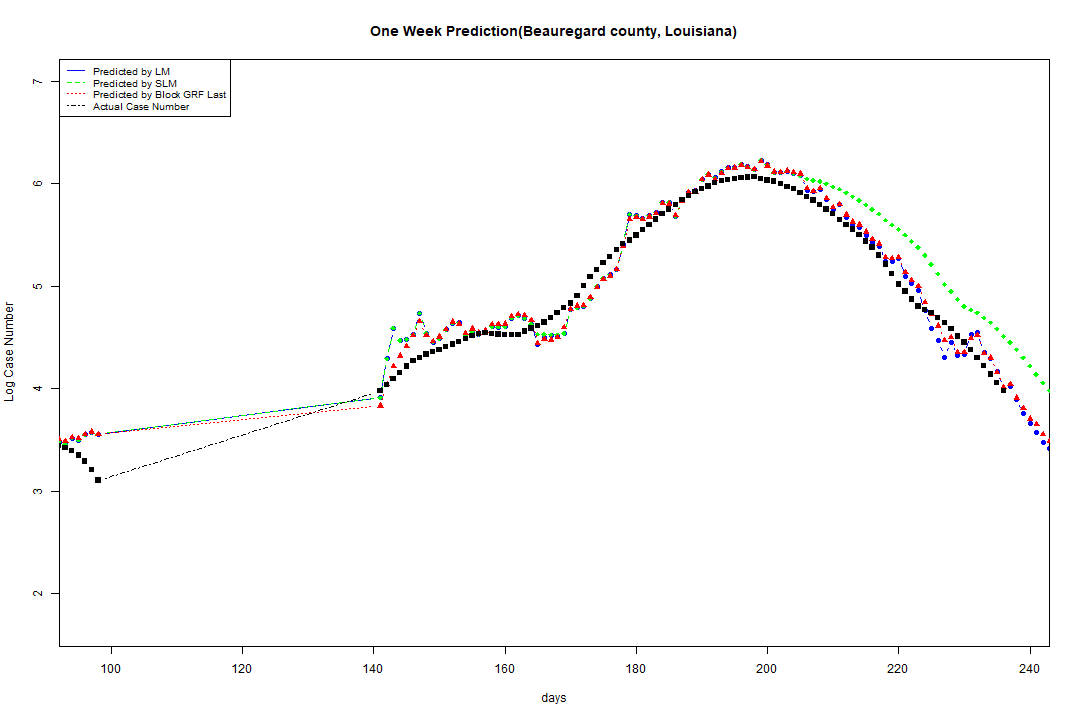 One Week Prediction(Beauregard county, Louisiana)
Predicted by LM
Predicted by SLM
Predicted by Block GRF Last
Actual Case Number
7
6
5
4
3
2
Log Case Number
100 120 140 160 180 200 220 240
days